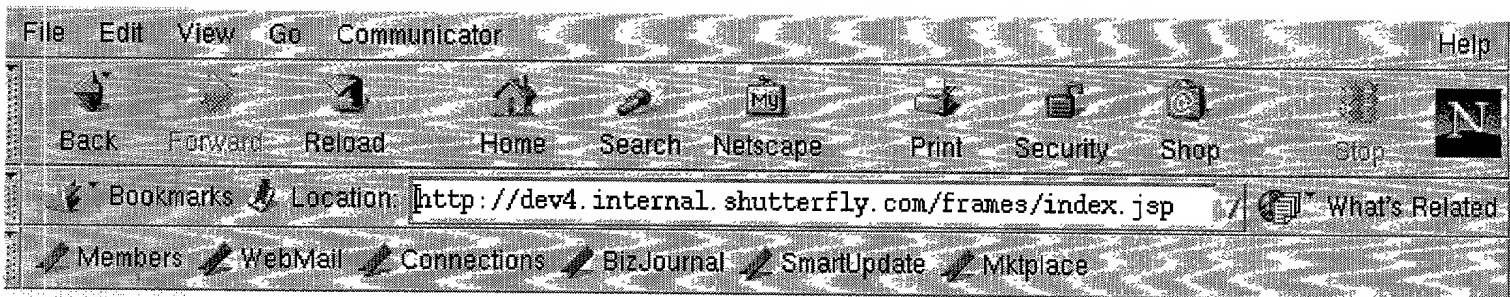 File Edit View Go Communicator Help
My N
Back Forward Reload Home Search Netscape Print Security Shop Stop
Bookmarks Location: http://dev4.internal.shutterfly.com/frames/index.jsp What's Related
Members WebMail Connections BizJournal SmartUpdate Mktplace